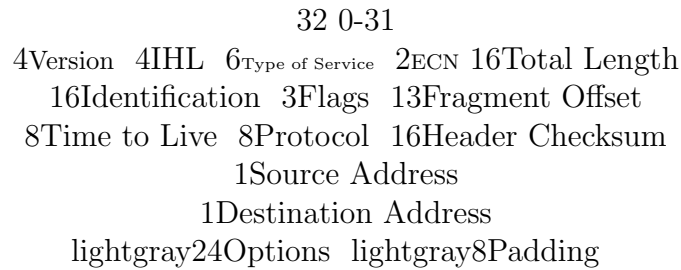 32 0-31
4Version 4IHL 6Type of Service 2ECN 16Total Length
16Identification 3Flags 13Fragment Offset
8Time to Live 8Protocol 16Header Checksum
1Source Address
1Destination Address
lightgray24Options lightgray8Padding